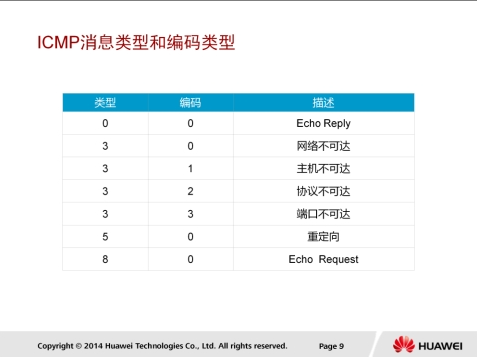 ICMP消息类型和编码类型
类型 编码 描述
0 0 Echo Reply
3 0 网络不可达
3 1 主机不可达
3 2 协议不可达
3 3 端口不可达
5 0 重定向
8 0 Echo Request
Copyright © 2014 Huawei Technologies Co., Ltd. All rights reserved. Page 9 HUAWEI